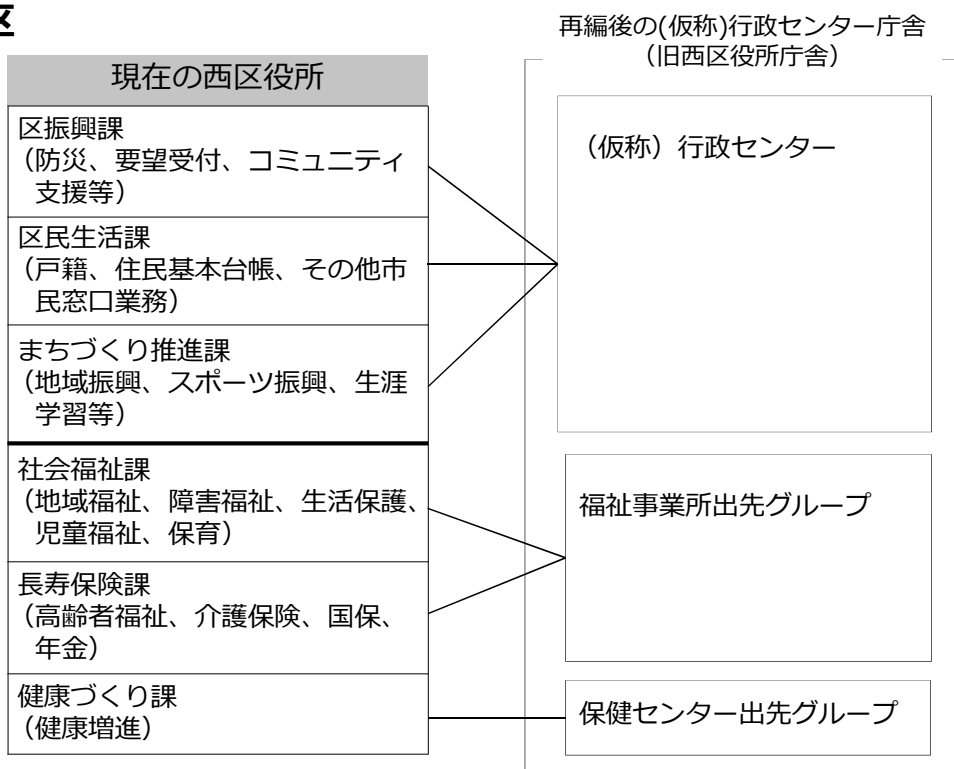 区
現在の西区役所
区振興課
（防災、要望受付、コミュニティ
支援等）
区民生活課
（戸籍、住民基本台帳、その他市
民窓口業務）
まちづくり推進課
（地域振興、スポーツ振興、生涯
学習等）
社会福祉課
（地域福祉、障害福祉、生活保護、
児童福祉、保育）
長寿保険課
（高齢者福祉、介護保険、国保、
年金）
健康づくり課
（健康増進）
再編後の(仮称)行政センター庁舎
（旧西区役所庁舎）
（仮称）行政センター
福祉事業所出先グループ
保健センター出先グループ